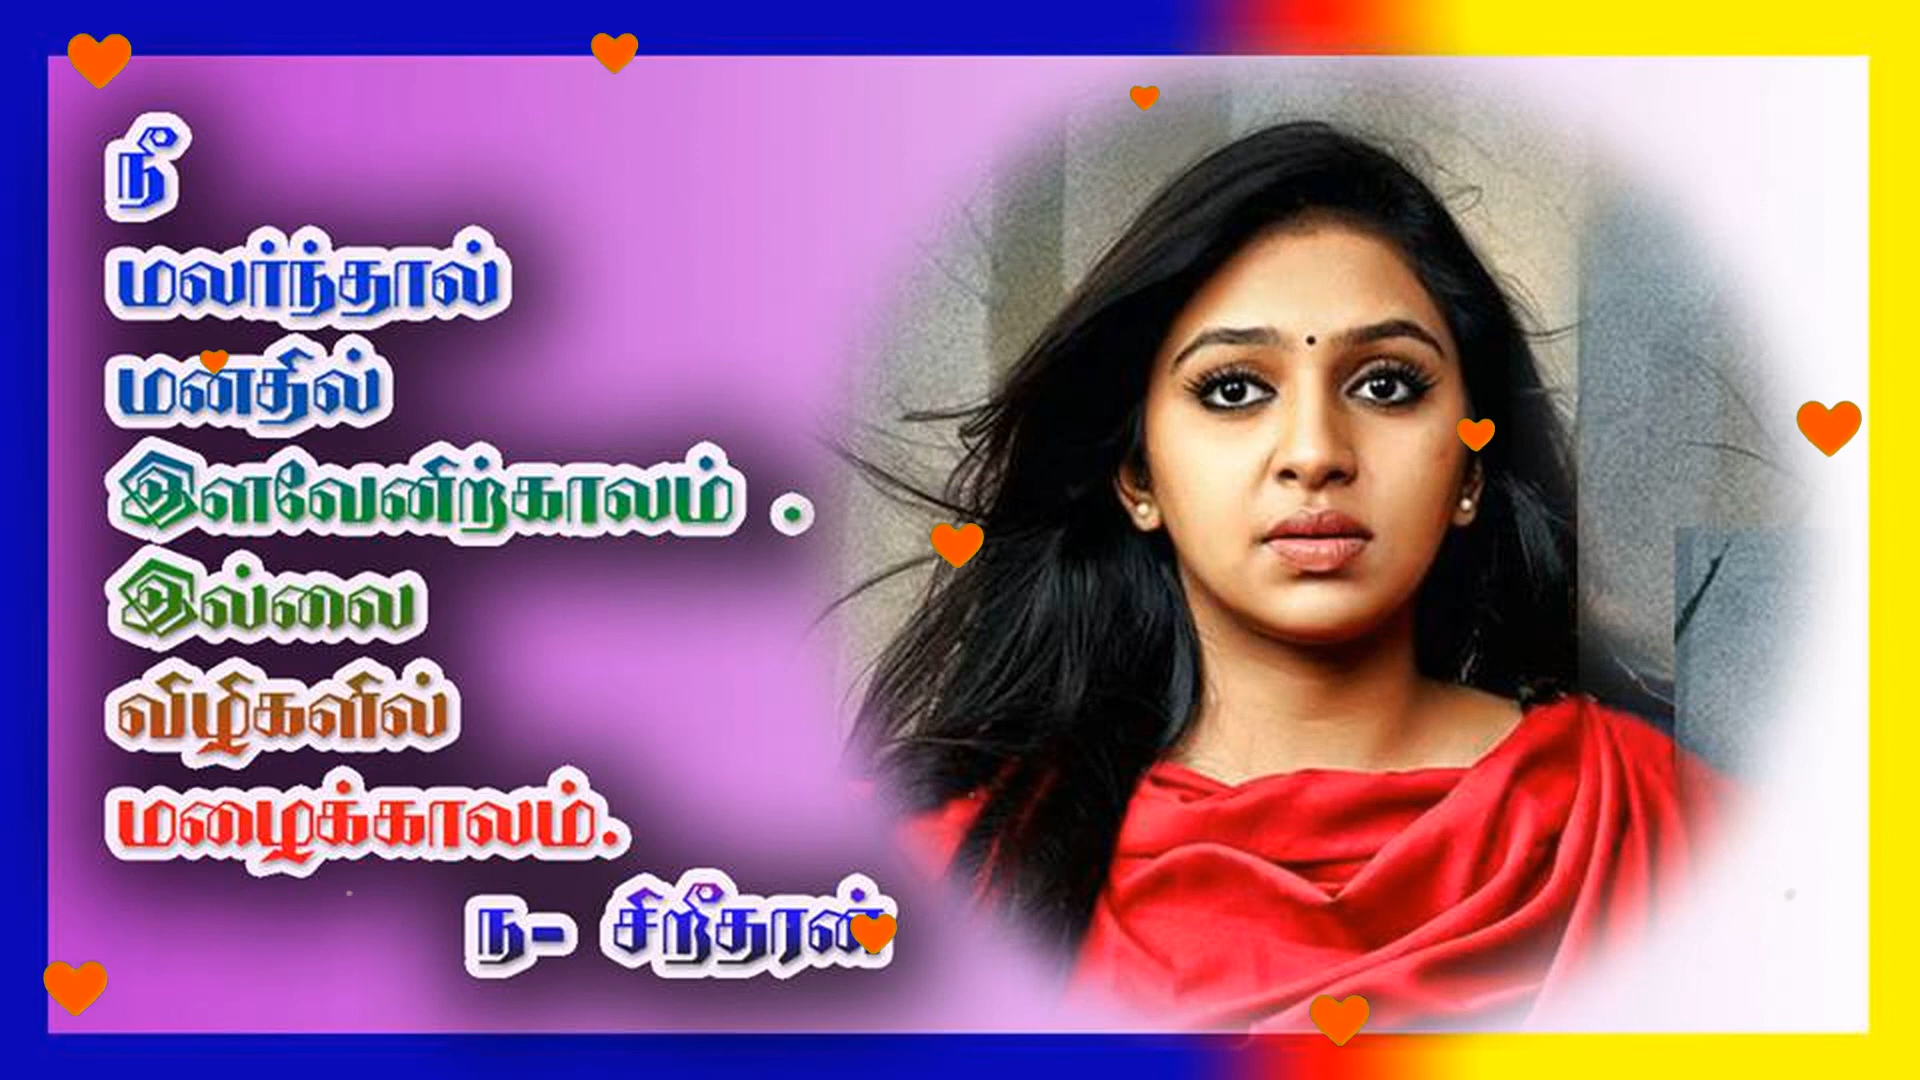 நீ
மலர்ந்தால்
மனதில்
இளவேனிற்காலம் .
இல்லை
விழிகளில்
மழைக்காலம்.
ந- சிறீதரன்